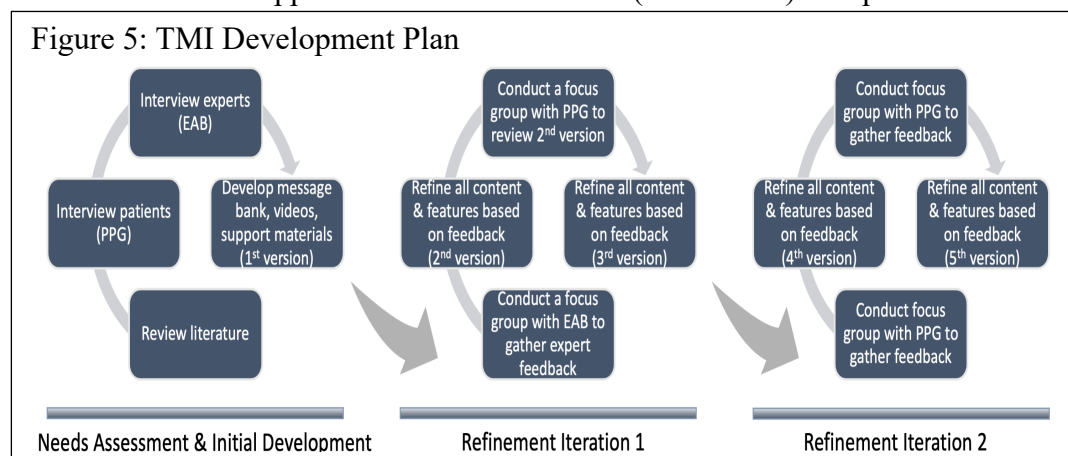 Figure 5: TMI Development Plan
Interview experts
(EAB)
Interview patients
(PPG)
Develop message
bank, videos,
support materials
(1st version)
Review literature
Needs Assessment & Initial Development
Conduct a focus
group with PPG to
review 2nd version
Refine all content
& features based
on feedback
(2nd version)
Refine all content
& features based
on feedback
(3rd version)
Conduct a focus
group with EAB to
gather expert
feedback
Refinement Iteration 1
Conduct focus
group with PPG to
gather feedback
Refine all content
& features based
on feedback
(4th version)
Refine all content
& features based
on feedback
(5th version)
Conduct focus
group with PPG to
gather feedback
Refinement Iteration 2